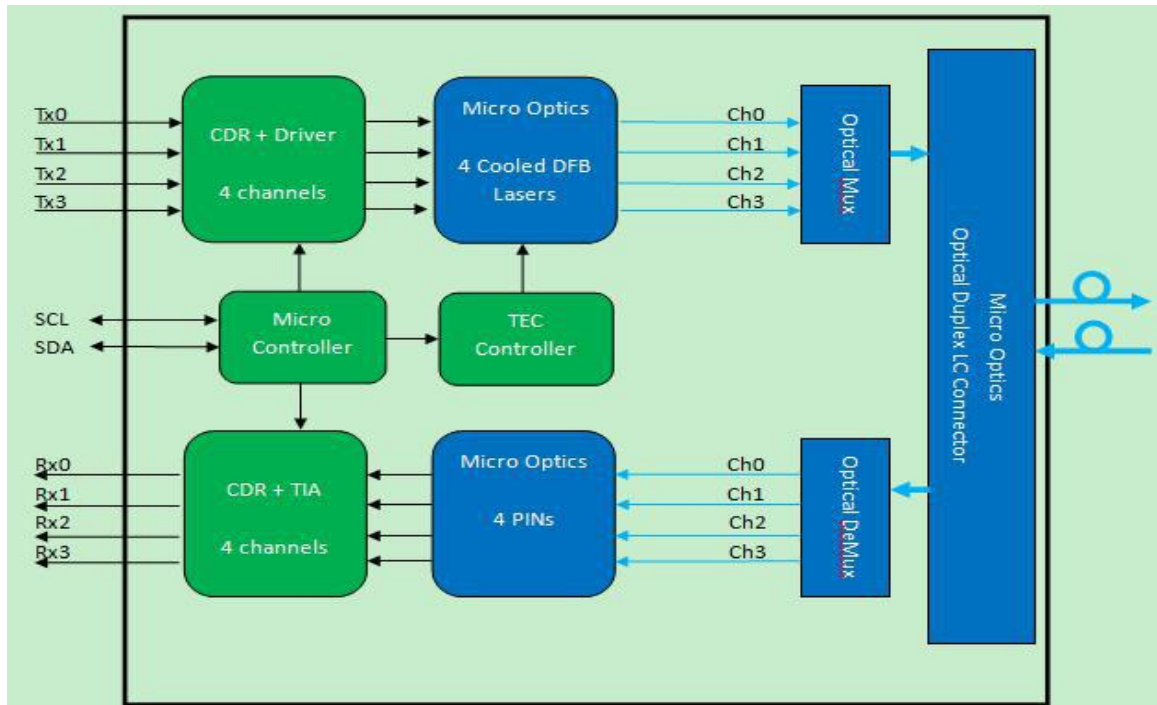 Tx0
Tx1
Tx2
Tx3
CDR + Driver
4 channels
Micro Optics
4 Cooled DFB
Lasers
Ch0
Ch1
Ch2
Ch3
Optical Mux
SCL
SDA
Micro
Controller
TEC
Controller
Micro Optics
Optical Duplex LC Connector
Rx0
Rx1
Rx2
Rx3
CDR + TIA
4 channels
Micro Optics
4 PINs
Ch0
Ch1
Ch2
Ch3
Optical DeMux